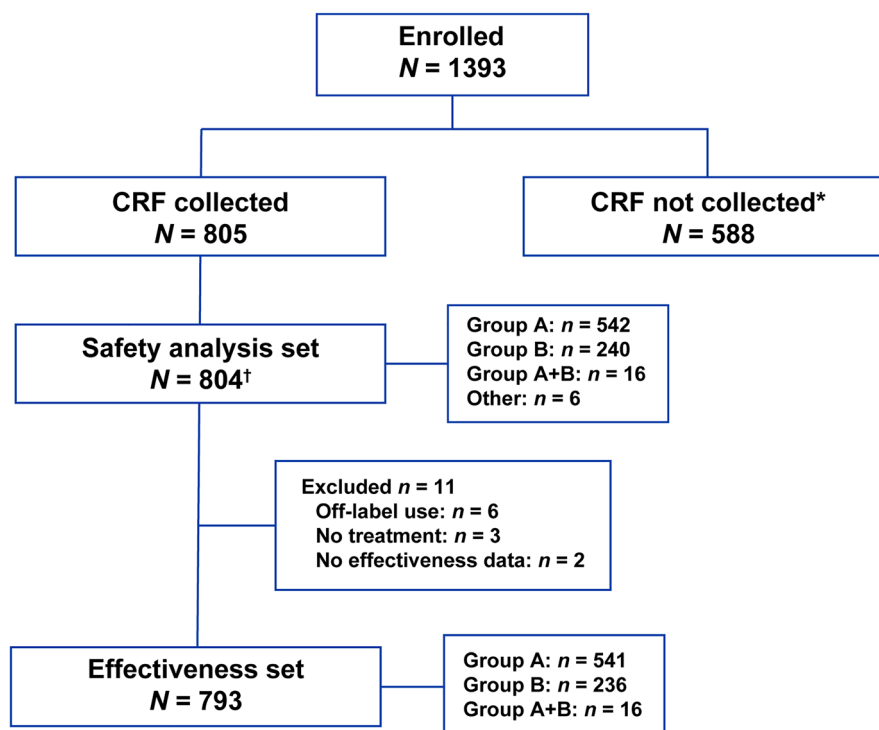 Enrolled
N = 1393
CRF collected
N = 805
CRF not collected*
N = 588
Safety analysis set
N = 804†
Group A: n = 542
Group B: n = 240
Group A+B: n = 16
Other: n = 6
Excluded n = 11
Off-label use: n = 6
No treatment: n = 3
No effectiveness data: n = 2
Effectiveness set
N = 793
Group A: n = 541
Group B: n = 236
Group A+B: n = 16